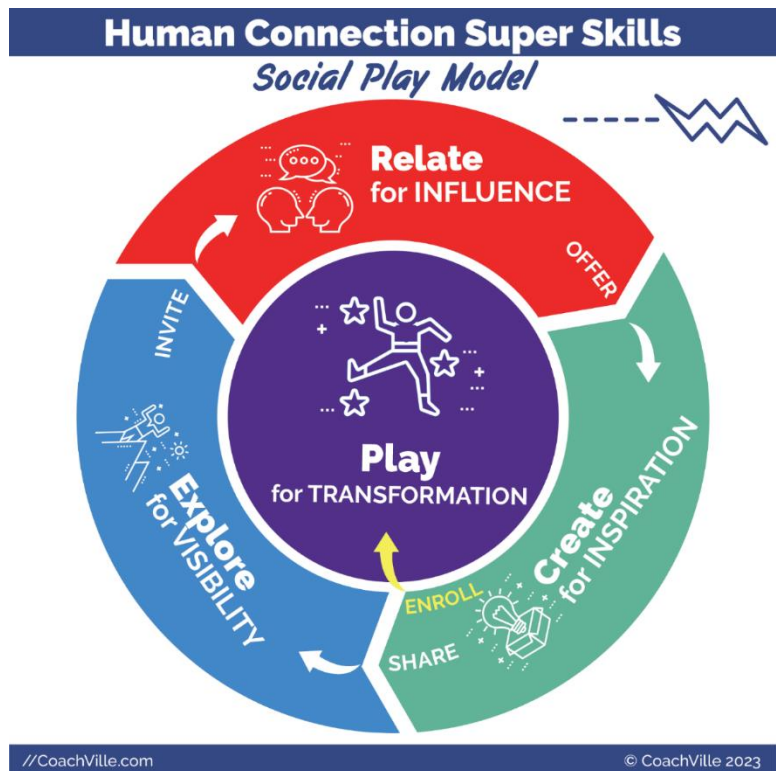 Human Connection Super Skills
Social Play Model
Relate
for INFLUENCE
OFFER
INVITE
Play
for TRANSFORMATION
Explore
for VISIBILITY
Create
for INSPIRATION
ENROLL
SHARE
//CoachVille.com
© CoachVille 2023